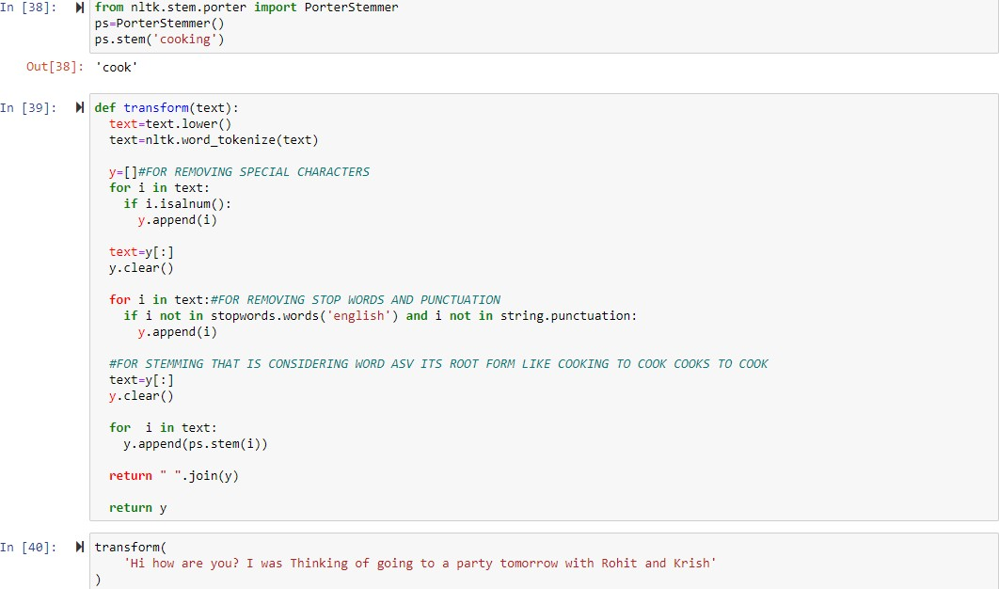 In [38]: from nltk.stem.porter import PorterStemmer
ps=PorterStemmer()
ps.stem('cooking')
Out[38]: 'cook'
In [39]: def transform(text):
text=text.lower()
text=nltk.word_tokenize(text)
y=[]#FOR REMOVING SPECIAL CHARACTERS
for i in text:
if i.isalnum():
y.append(i)
text=y[:]
y.clear()
for i in text:#FOR REMOVING STOP WORDS AND PUNCTUATION
if i not in stopwords.words('english') and i not in string.punctuation:
y.append(i)
#FOR STEMMING THAT IS CONSIDERING WORD ASV ITS ROOT FORM LIKE COOKING TO COOK COOKS TO COOK
text=y[:]
y.clear()
for  i in text:
y.append(ps.stem(i))
return " ".join(y)
return y
In [40]: transform(
'Hi how are you? I was Thinking of going to a party tomorrow with Rohit and Krish'
)